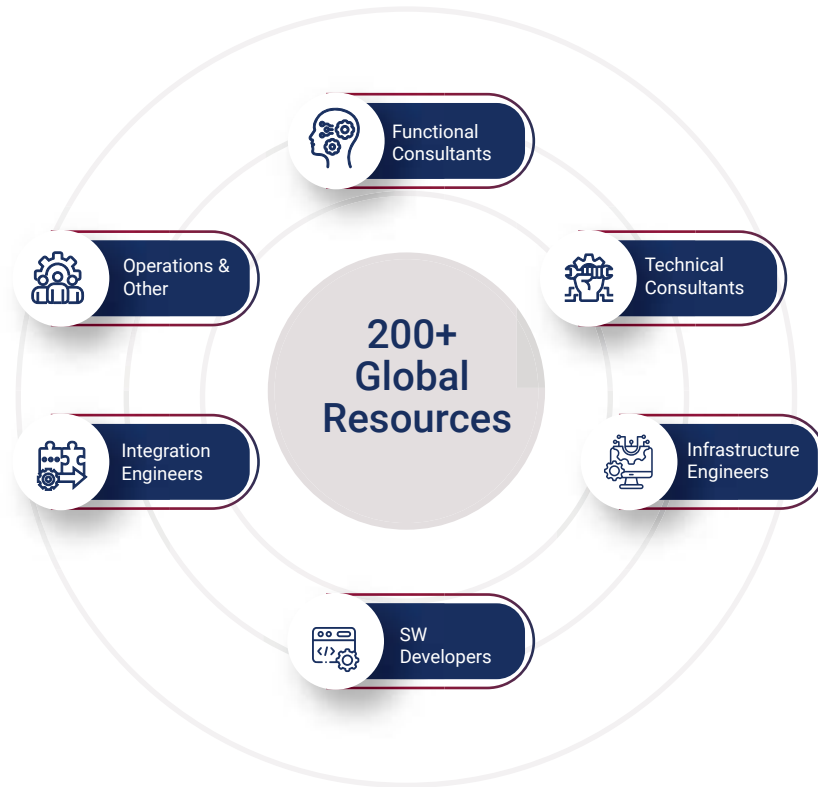 Functional
Consultants
Operations &
Other
Technical
Consultants
200+
Global
Resources
Integration
Engineers
Infrastructure
Engineers
SW
Developers